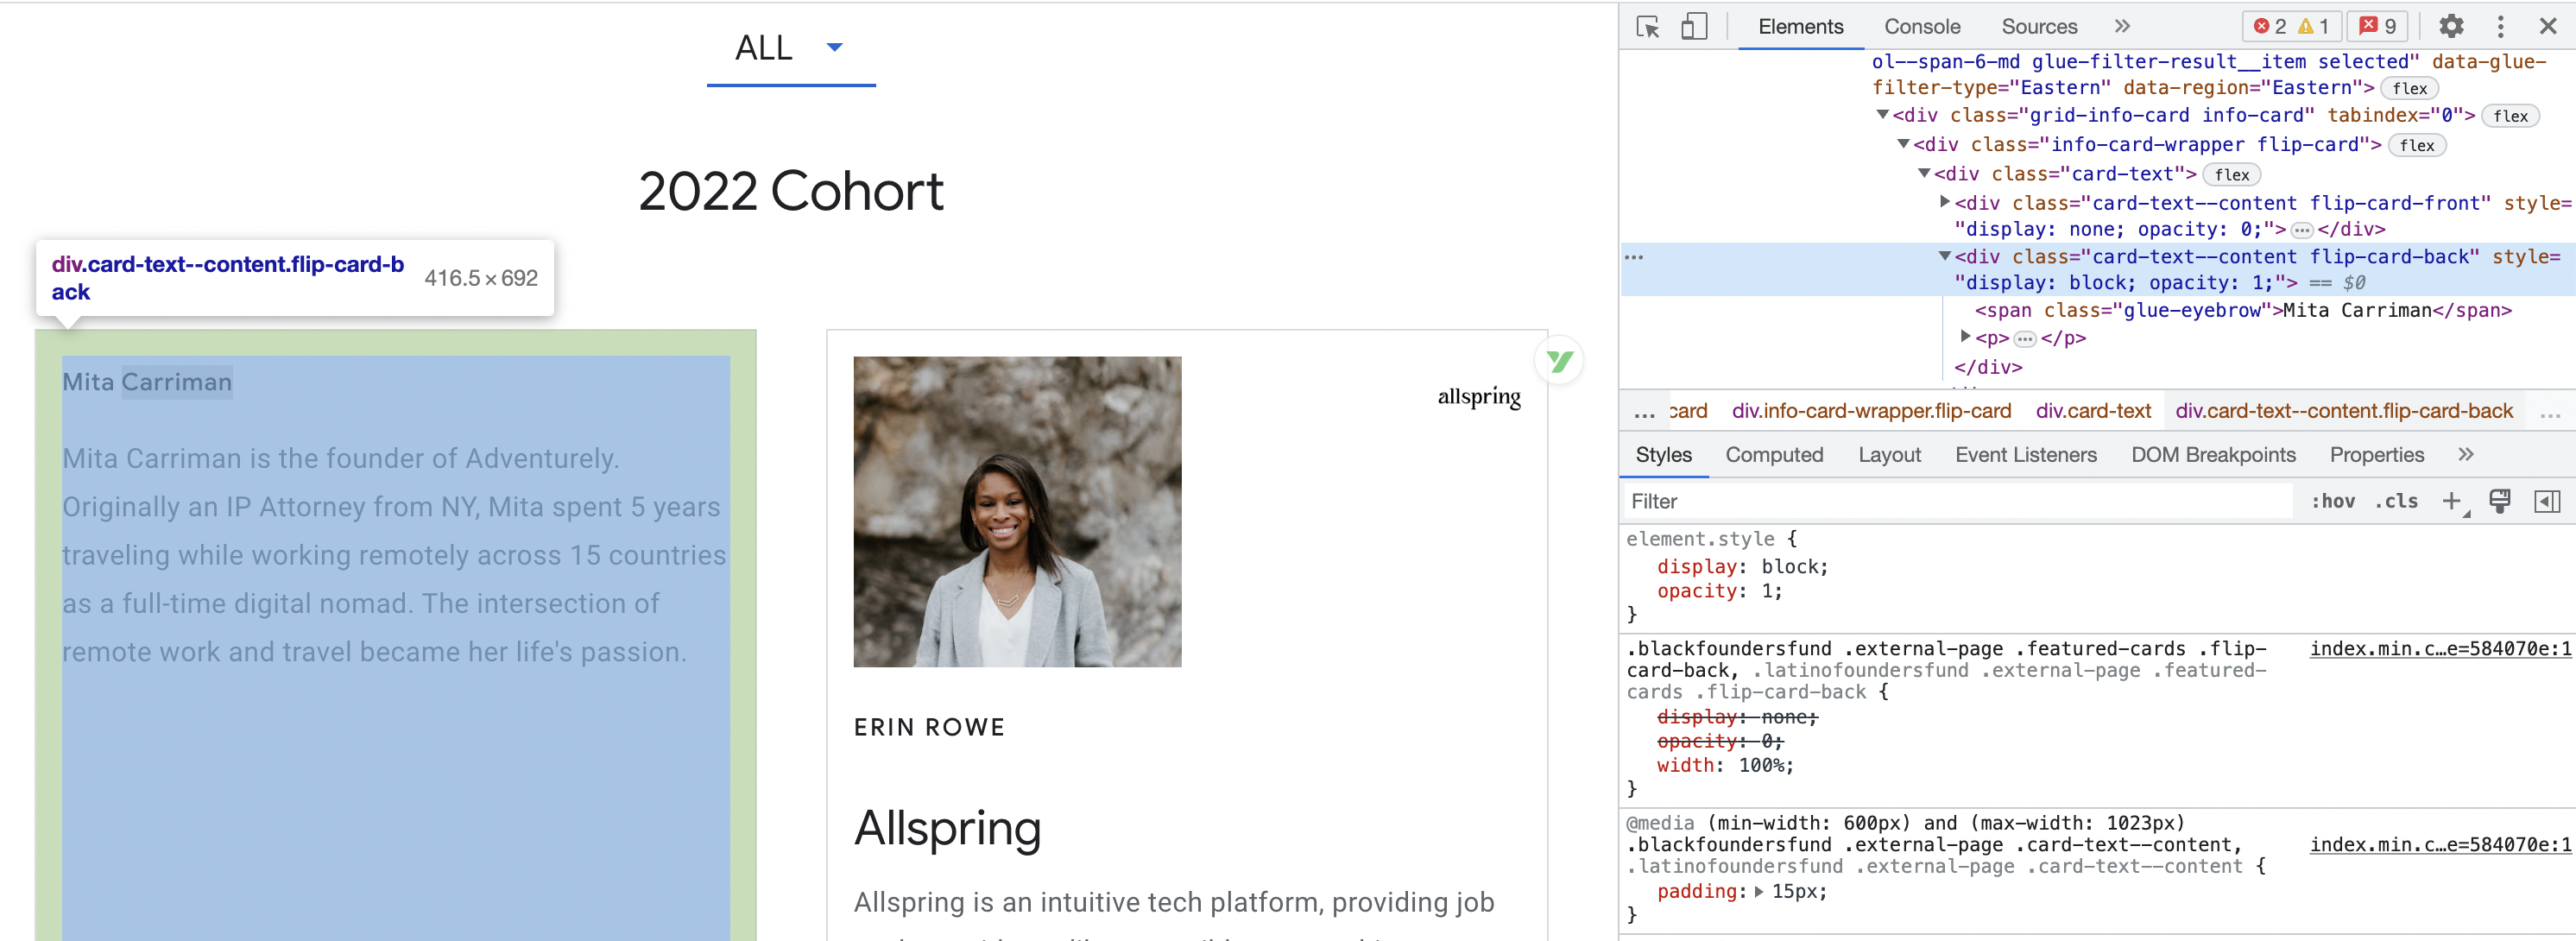 ALL
2022 Cohort
div.card-text--content.flip-card-b
ack
416.5 × 692
Mita Carriman
Mita Carriman is the founder of Adventurely.
Originally an IP Attorney from NY, Mita spent 5 years
traveling while working remotely across 15 countries
as a full-time digital nomad. The intersection of
remote work and travel became her life's passion.
allspring
ERIN ROWE
Allspring
Allspring is an intuitive tech platform, providing job
Elements Console Sources » 2 1 9
ol--span-6-md glue-filter-result__item selected" data-glue-
filter-type="Eastern" data-region="Eastern"> flex
<div class="grid-info-card info-card" tabindex="0"> flex
<div class="info-card-wrapper flip-card"> flex
<div class="card-text"> flex
<div class="card-text--content flip-card-front" style=
"display: none; opacity: 0;"> … </div>
<div class="card-text--content flip-card-back" style=
"display: block; opacity: 1;"> == $0
<span class="glue-eyebrow">Mita Carriman</span>
<p> … </p>
</div>
… card div.info-card-wrapper.flip-card div.card-text div.card-text--content.flip-card-back …
Styles Computed Layout Event Listeners DOM Breakpoints Properties »
Filter :hov .cls +
element.style {
display: block;
opacity: 1;
}
.blackfoundersfund .external-page .featured-cards .flip- index.min.c…e=584070e:1
card-back, .latinofoundersfund .external-page .featured-
cards .flip-card-back {
display: none;
opacity: 0;
width: 100%;
}
@media (min-width: 600px) and (max-width: 1023px)
.blackfoundersfund .external-page .card-text--content, index.min.c…e=584070e:1
.latinofoundersfund .external-page .card-text--content {
padding: 15px;
}